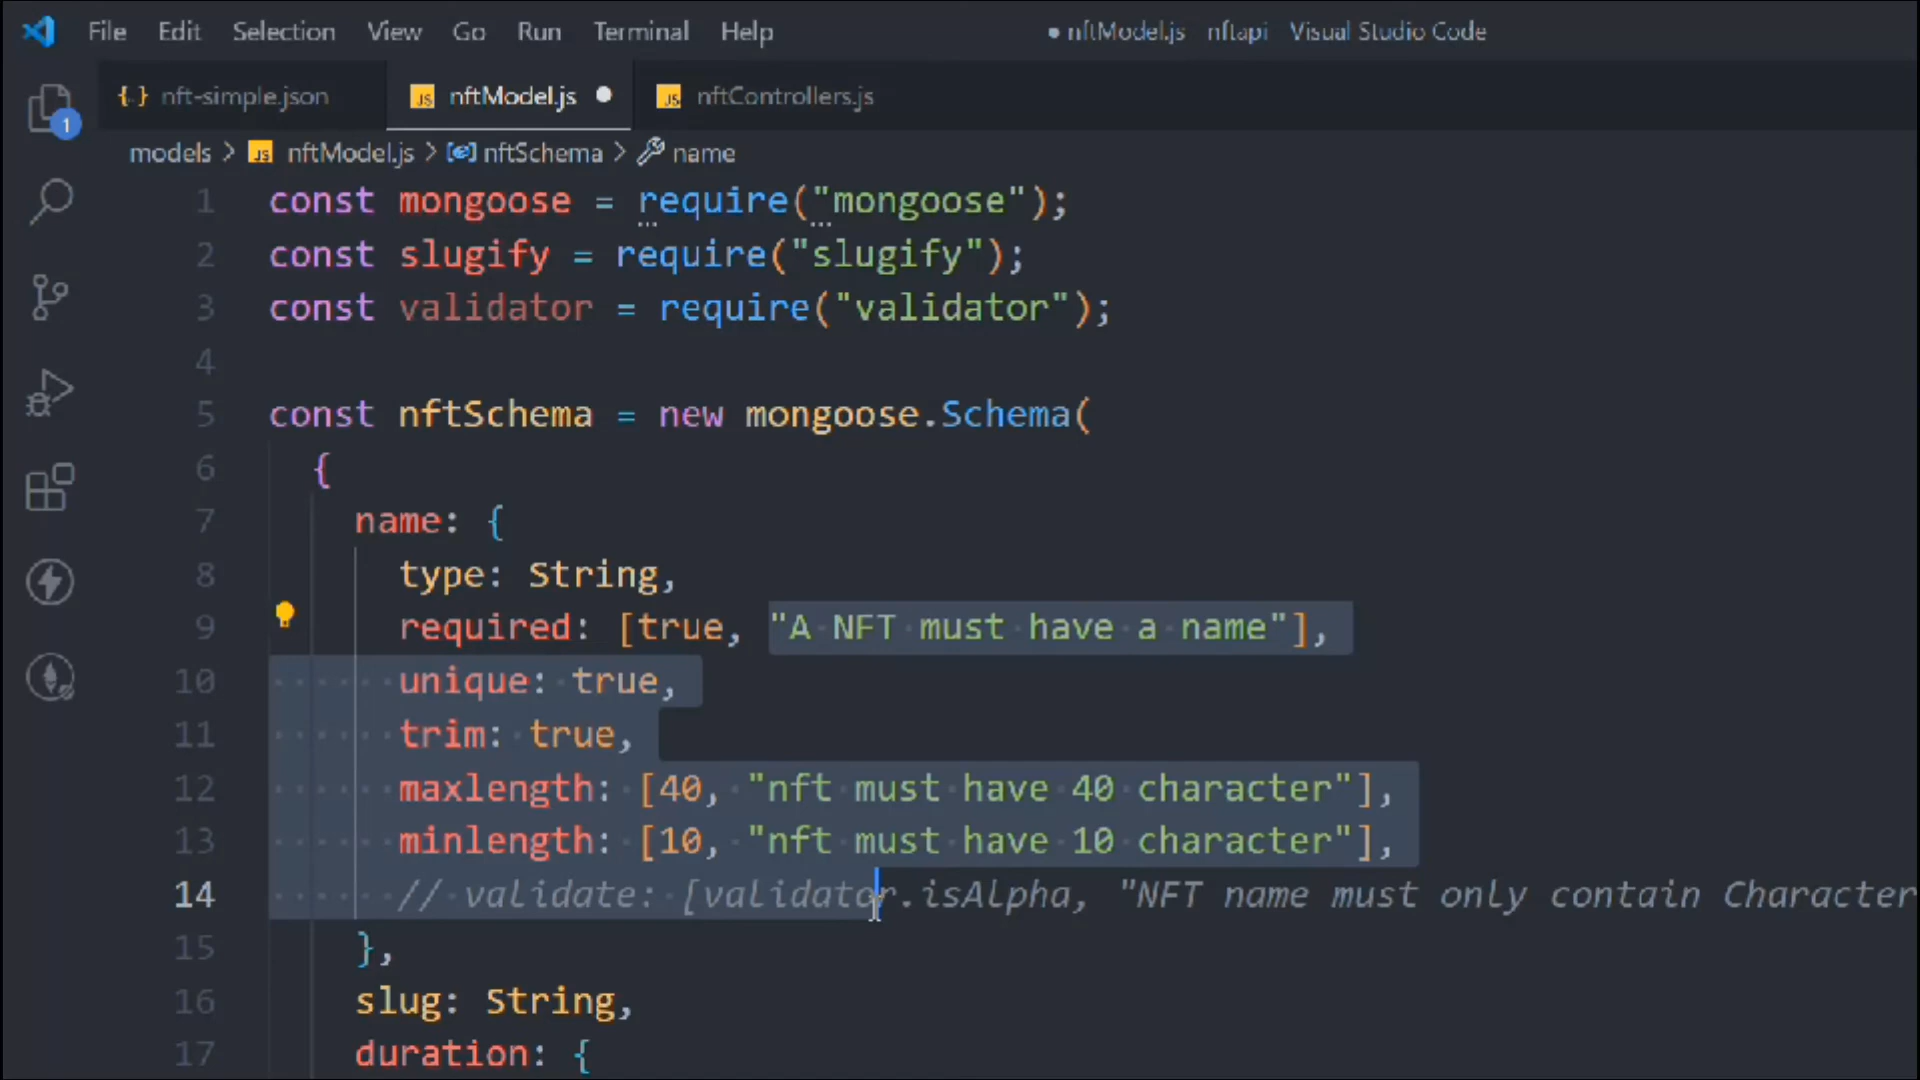 File Edit Selection View Go Run Terminal Help ● nftModel.js nftapi Visual Studio Code
{ } nft-simple.json JS nftModel.js ● JS nftControllers.js
1
models > JS nftModel.js > nftSchema > name
1 const mongoose = require("mongoose");
2 const slugify = require("slugify");
3 const validator = require("validator");
4
5 const nftSchema = new mongoose.Schema(
6 {
7 name: {
8 type: String,
9 required: [true, "A NFT must have a name"],
10 unique: true,
11 trim: true,
12 maxlength: [40, "nft must have 40 character"],
13 minlength: [10, "nft must have 10 character"],
14 // validate: [validator.isAlpha, "NFT name must only contain Character
15 },
16 slug: String,
17 duration: {